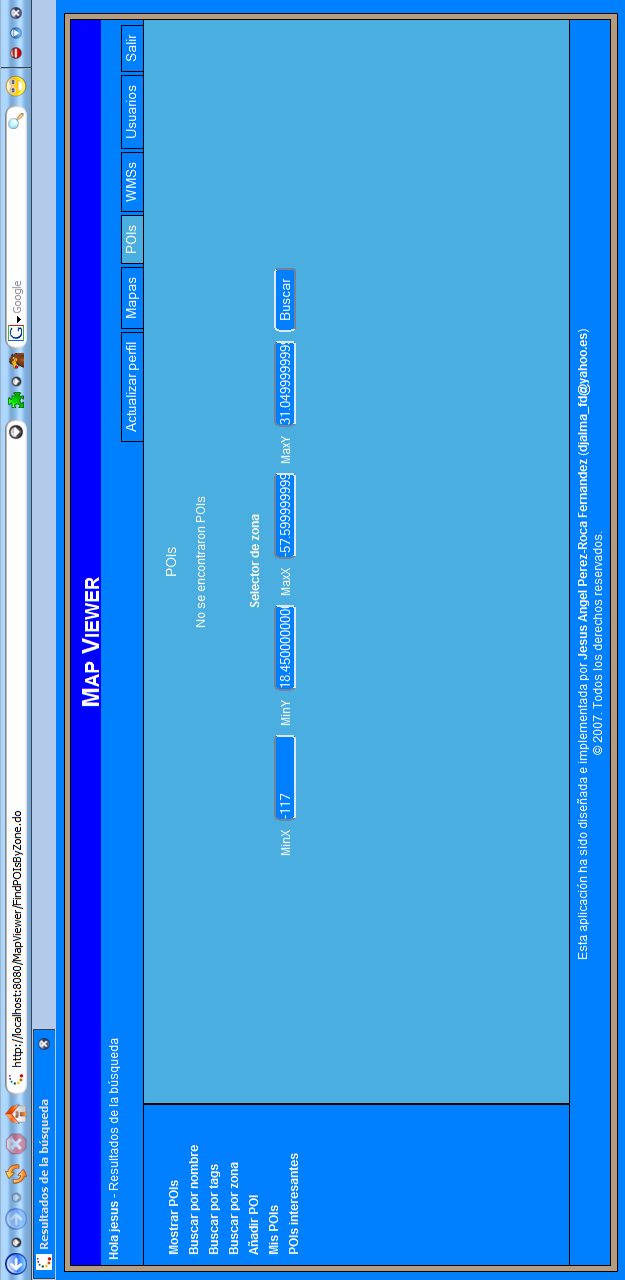 http://localhost:8080/MapViewer/FindPOIsByZone.do
G Google
Resultados de la búsqueda
MAP VIEWER
Hola jesus - Resultados de la búsqueda
Actualizar perfil
Mapas
POIs
WMSs
Usuarios
Salir
Mostrar POIs
Buscar por nombre
Buscar por tags
Buscar por zona
Añadir POI
Mis POIs
POIs interesantes
POIs
No se encontraron POIs
Selector de zona
MinX -117 MinY 18.45000000000 MaxX -57.599999999 MaxY 31.0499999999 Buscar
Esta aplicación ha sido diseñada e implementada por Jesus Angel Perez-Roca Fernandez (djalma_fd@yahoo.es)
© 2007. Todos los derechos reservados.